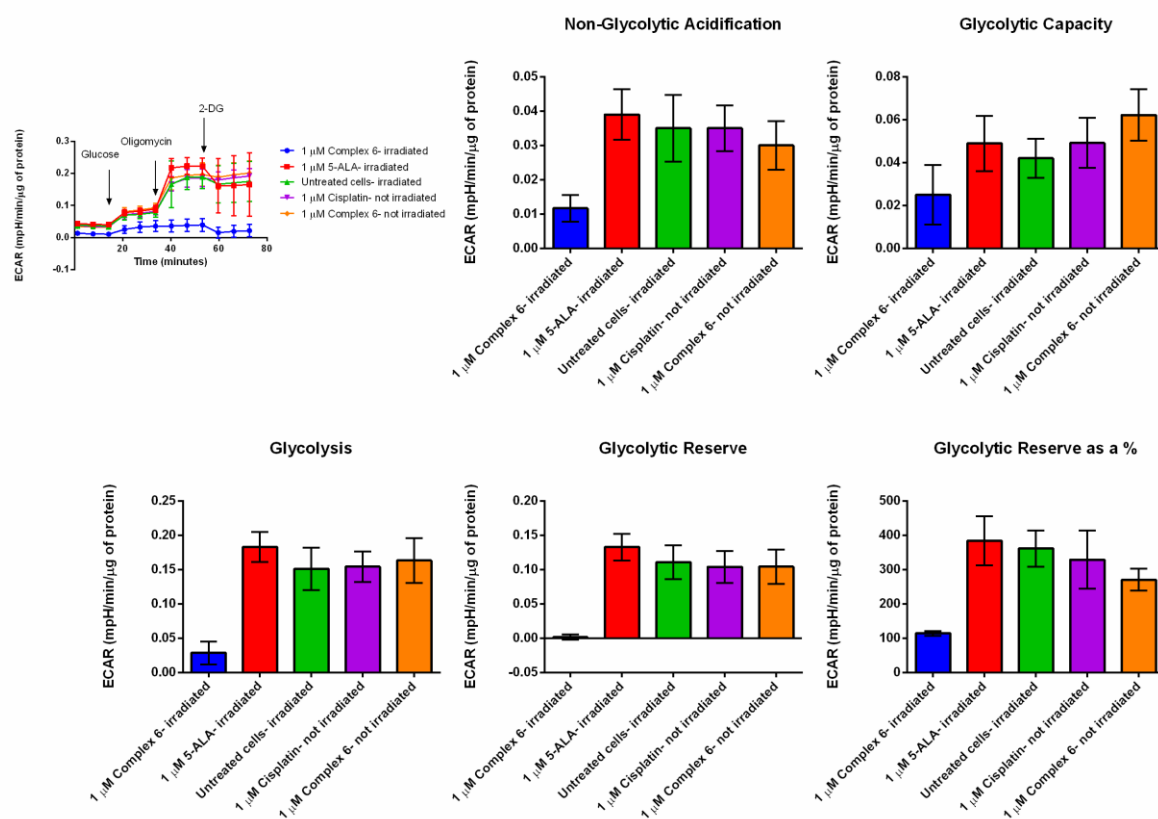 2-DG
Oligomycin
Glucose
ECAR (mpH/min/µg of protein)
0.3
0.2
0.1
0.0
-0.1
20
40
60
80
Time (minutes)
1 µM Complex 6- irradiated
1 µM 5-ALA- irradiated
Untreated cells- irradiated
1 µM Cisplatin- not irradiated
1 µM Complex 6- not irradiated
Non-Glycolytic Acidification
ECAR (mpH/min/µg of protein)
0.05
0.04
0.03
0.02
0.01
0.00
1 µM Complex 6- irradiated
1 µM 5-ALA- irradiated
Untreated cells- irradiated
1 µM Cisplatin- not irradiated
1 µM Complex 6- not irradiated
Glycolytic Capacity
ECAR (mpH/min/µg of protein)
0.08
0.06
0.04
0.02
0.00
1 µM Complex 6- irradiated
1 µM 5-ALA- irradiated
Untreated cells- irradiated
1 µM Cisplatin- not irradiated
1 µM Complex 6- not irradiated
Glycolysis
ECAR (mpH/min/µg of protein)
0.25
0.20
0.15
0.10
0.05
0.00
1 µM Complex 6- irradiated
1 µM 5-ALA- irradiated
Untreated cells- irradiated
1 µM Cisplatin- not irradiated
1 µM Complex 6- not irradiated
Glycolytic Reserve
ECAR (mpH/min/µg of protein)
0.20
0.15
0.10
0.05
0.00
-0.05
1 µM Complex 6- irradiated
1 µM 5-ALA- irradiated
Untreated cells- irradiated
1 µM Cisplatin- not irradiated
1 µM Complex 6- not irradiated
Glycolytic Reserve as a %
ECAR (mpH/min/µg of protein)
500
400
300
200
100
0
1 µM Complex 6- irradiated
1 µM 5-ALA- irradiated
Untreated cells- irradiated
1 µM Cisplatin- not irradiated
1 µM Complex 6- not irradiated